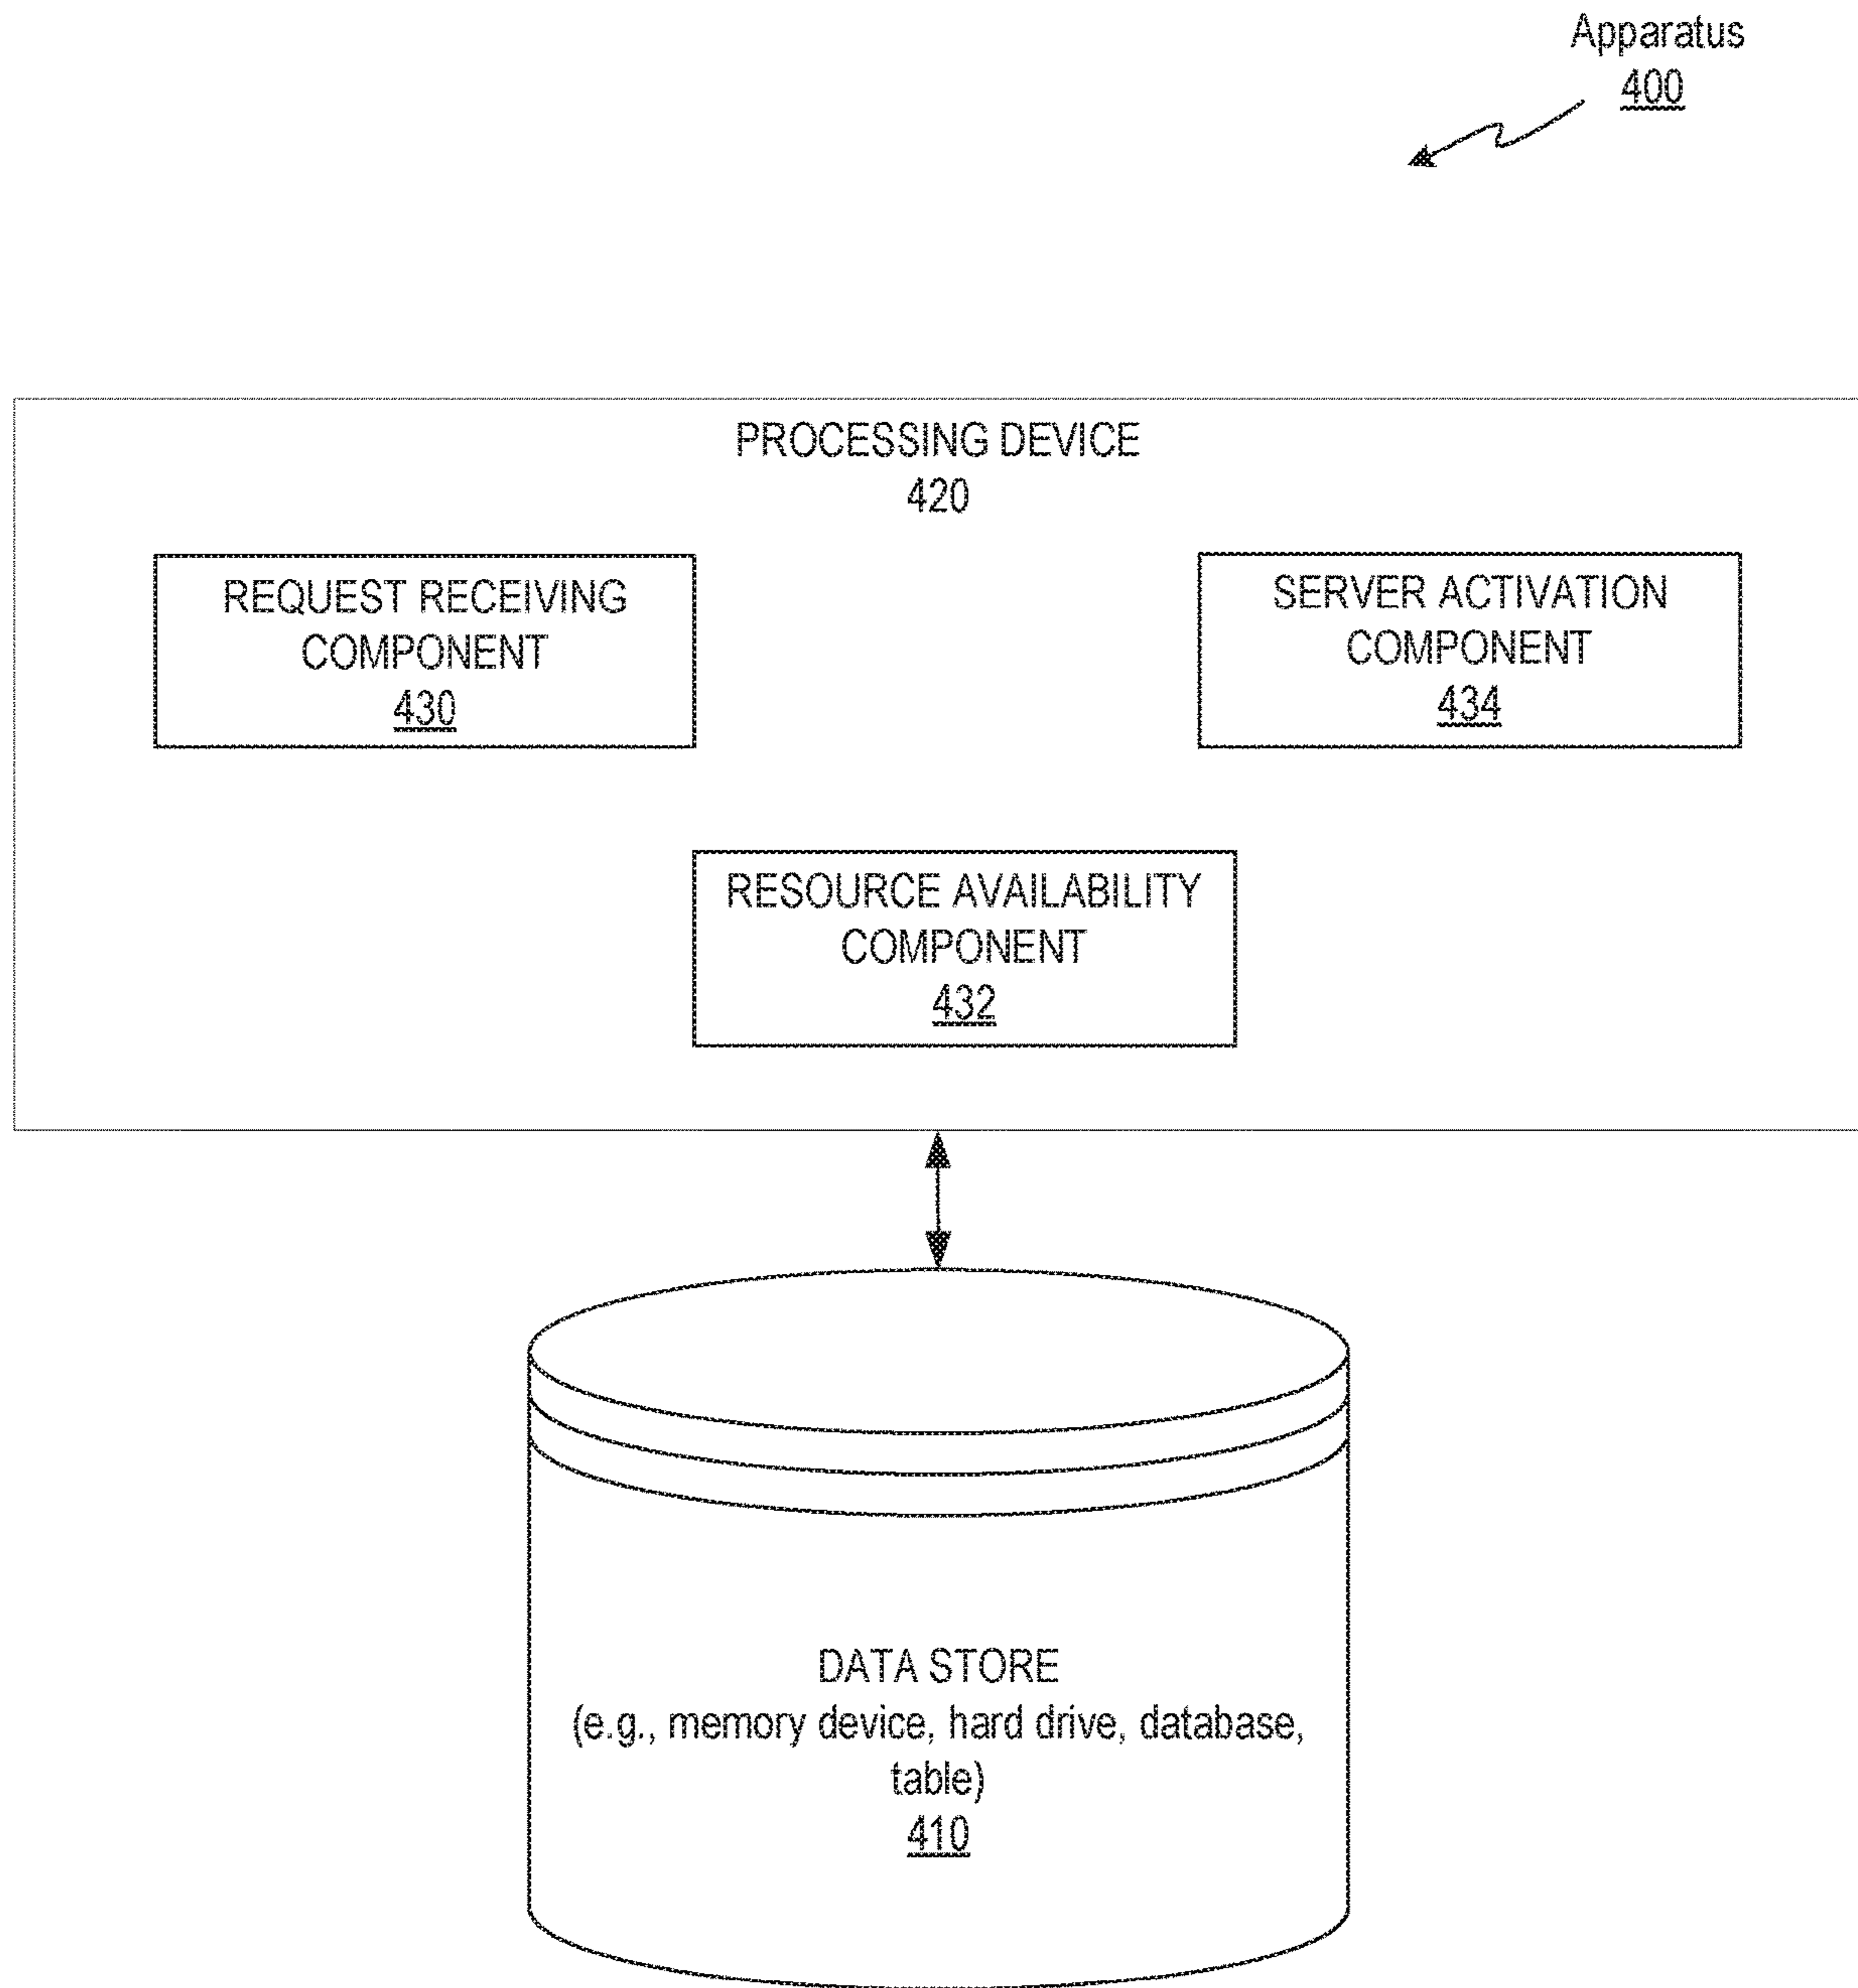 Apparatus
400
PROCESSING DEVICE
420
REQUEST RECEIVING
COMPONENT
430
SERVER ACTIVATION
COMPONENT
434
RESOURCE AVAILABILITY
COMPONENT
432
DATA STORE
(e.g., memory device, hard drive, database,
table)
410